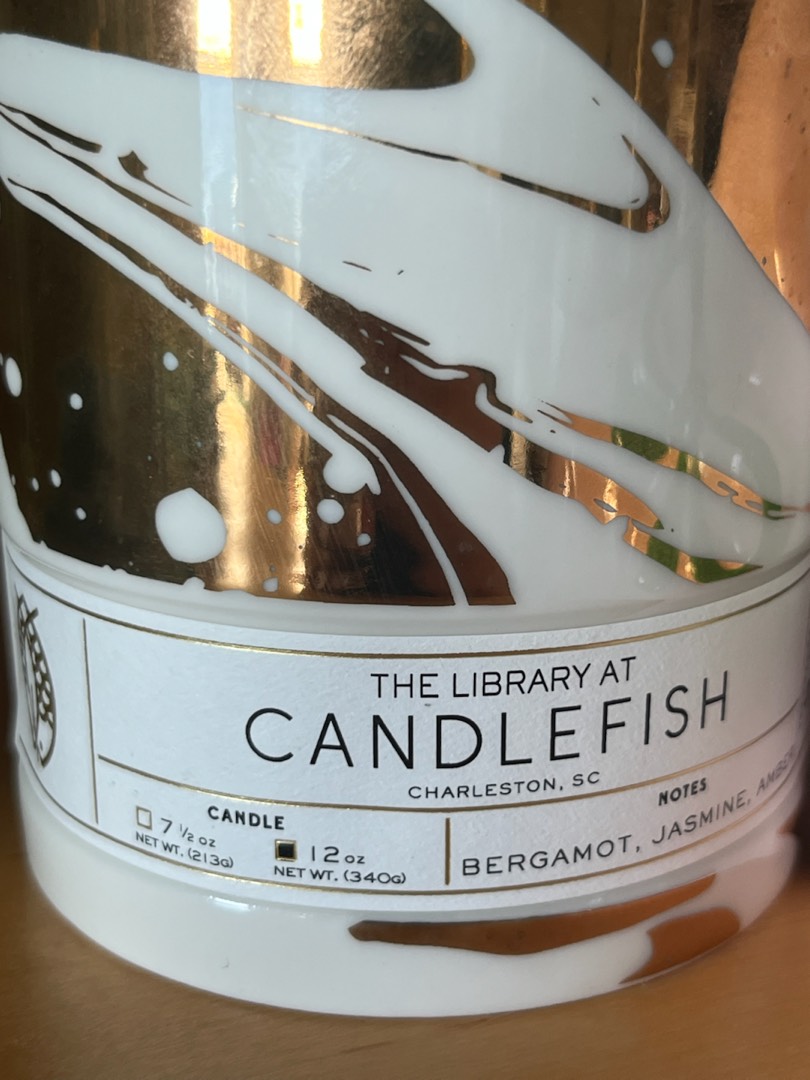 THE LIBRARY AT
CANDLEFISH
CHARLESTON, SC
CANDLE
7 ½ oz
NET WT. (213G)
12 oz
NET WT. (340G)
NOTES
BERGAMOT, JASMINE, AMBER